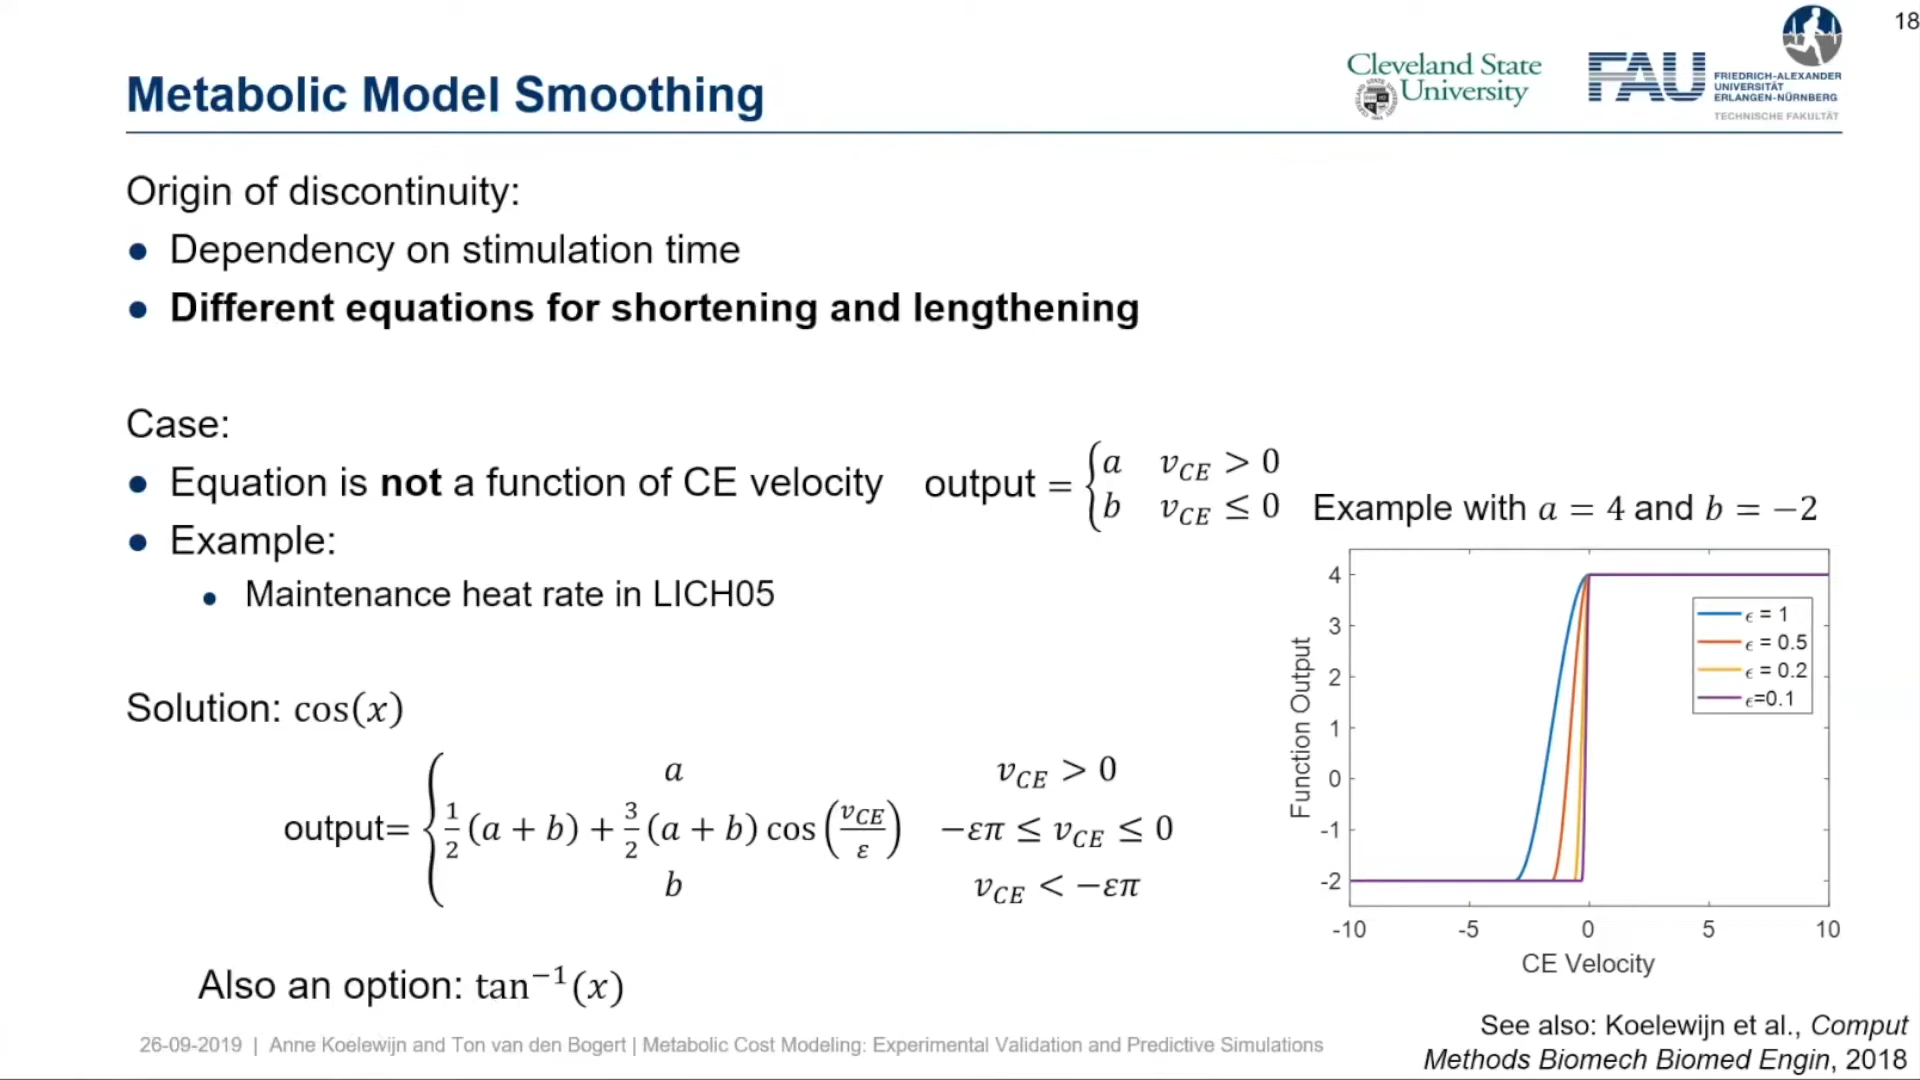 18
Metabolic Model Smoothing
Cleveland State
University
FAU
FRIEDRICH-ALEXANDER
UNIVERSITÄT
ERLANGEN-NÜRNBERG
TECHNISCHE FAKULTÄT
Origin of discontinuity:
● Dependency on stimulation time
● Different equations for shortening and lengthening
Case:
● Equation is not a function of CE velocity
output = { a v_CE > 0
b v_CE ≤ 0
● Example:
● Maintenance heat rate in LICH05
Solution: cos(x)
output= { a v_CE > 0
1/2 (a + b) + 3/2 (a + b) cos (v_CE/ε) −επ ≤ v_CE ≤ 0
b v_CE < −επ
Also an option: tan⁻¹(x)
Example with a = 4 and b = −2
Function Output
4
3
2
1
0
-1
-2
ϵ = 1
ϵ = 0.5
ϵ = 0.2
ϵ=0.1
-10 -5 0 5 10
CE Velocity
See also: Koelewijn et al., Comput
Methods Biomech Biomed Engin, 2018
26-09-2019 | Anne Koelewijn and Ton van den Bogert | Metabolic Cost Modeling: Experimental Validation and Predictive Simulations